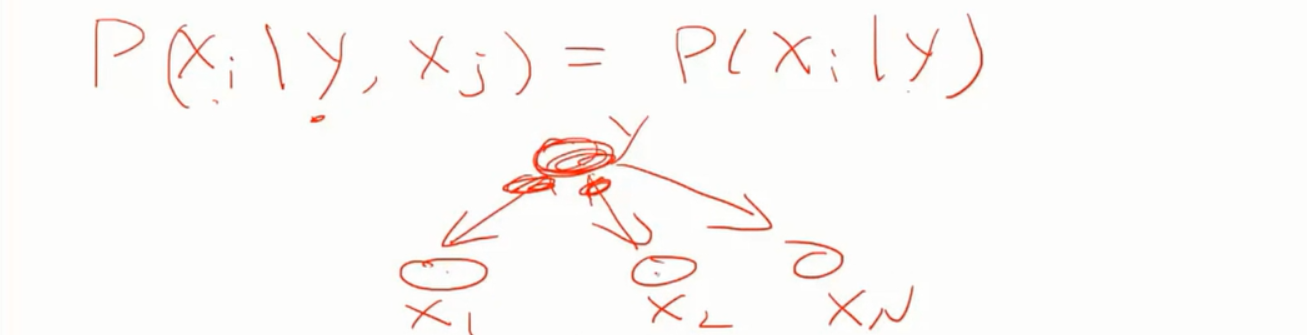 P(xi|y, xj) = P(xi|y)
y
x1 x2 xN